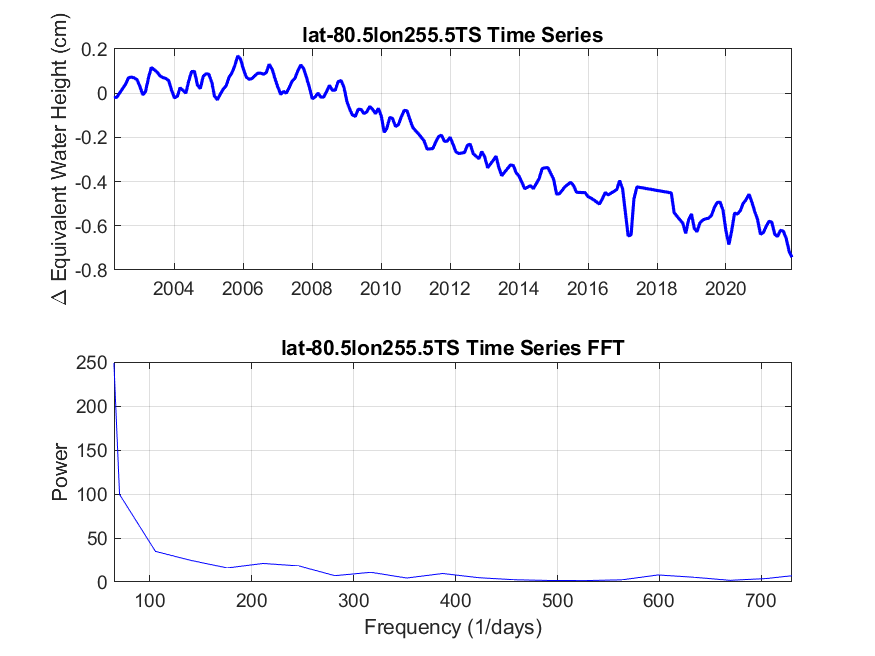 lat-80.5lon255.5TS Time Series
Δ Equivalent Water Height (cm)
0.2
0
-0.2
-0.4
-0.6
-0.8
2004 2006 2008 2010 2012 2014 2016 2018 2020
lat-80.5lon255.5TS Time Series FFT
Power
250
200
150
100
50
0
100 200 300 400 500 600 700
Frequency (1/days)